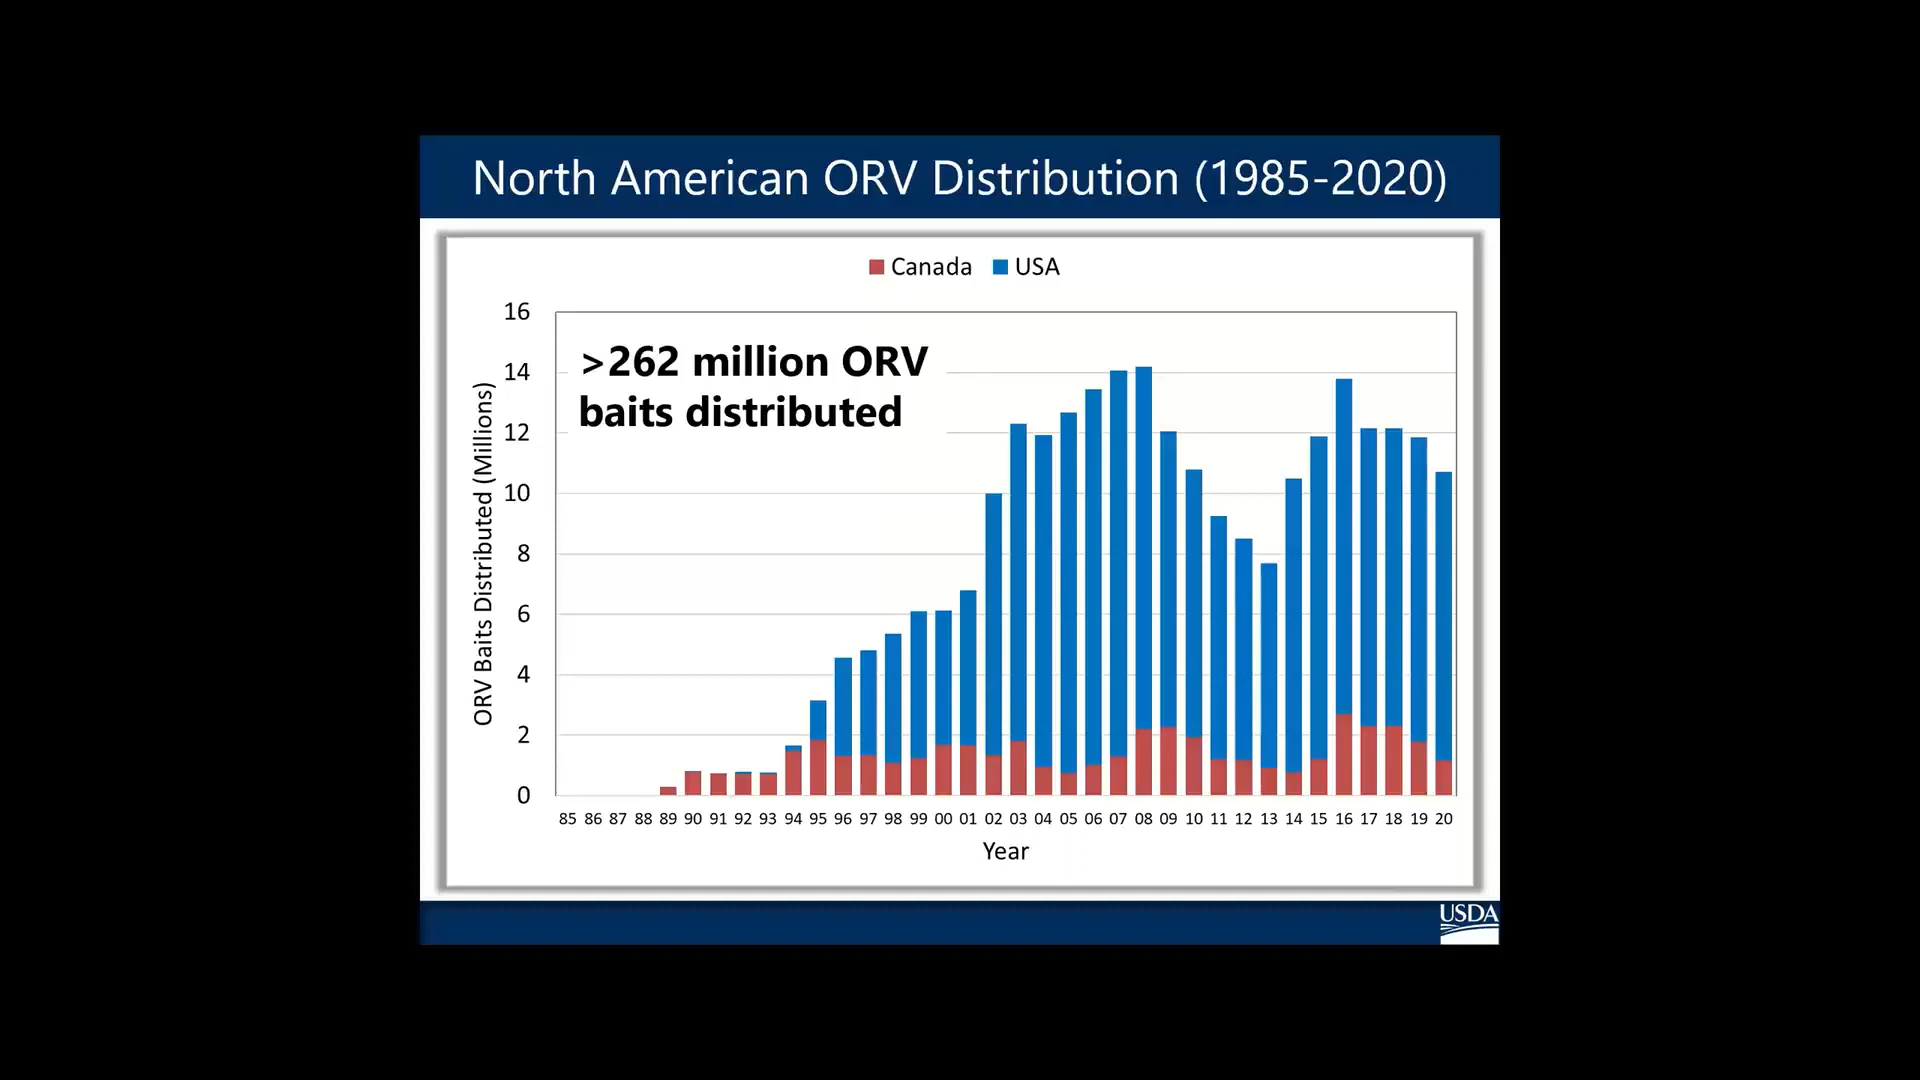 North American ORV Distribution (1985-2020)
Canada USA
>262 million ORV
baits distributed
ORV Baits Distributed (Millions)
16
14
12
10
8
6
4
2
0
85 86 87 88 89 90 91 92 93 94 95 96 97 98 99 00 01 02 03 04 05 06 07 08 09 10 11 12 13 14 15 16 17 18 19 20
Year
USDA